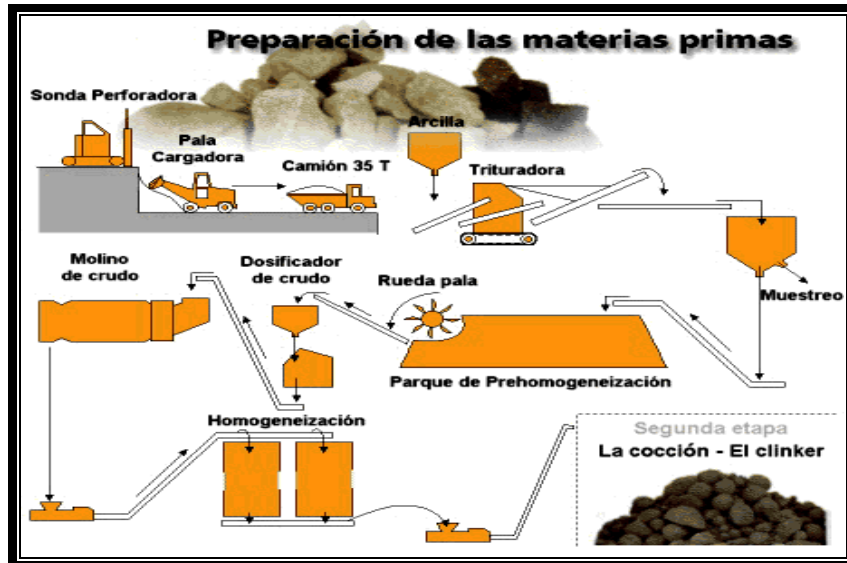 Preparación de las materias primas
Sonda Perforadora
Pala
Cargadora
Camión 35 T
Arcilla
Trituradora
Muestreo
Molino
de crudo
Dosificador
de crudo
Rueda pala
Parque de Prehomogeneización
Homogeneización
Segunda etapa
La cocción - El clinker